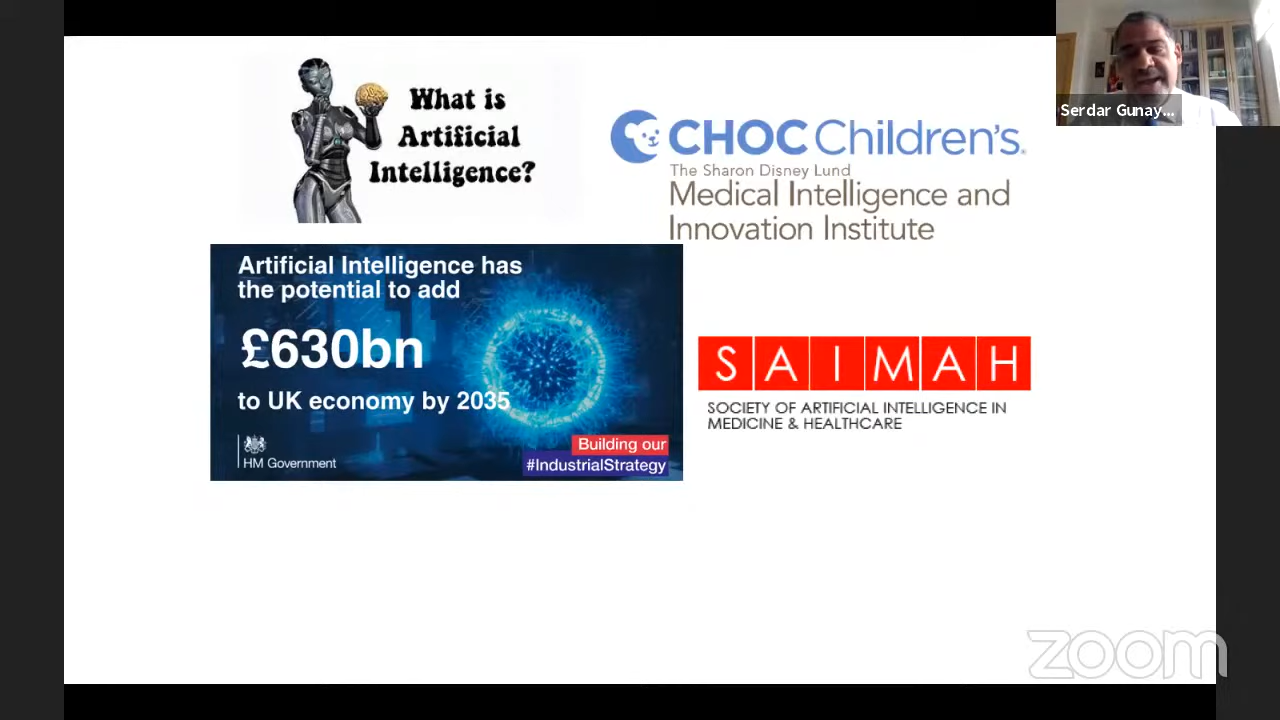 What is
Artificial
Intelligence?
CHOC Children's®
The Sharon Disney Lund
Medical Intelligence and
Innovation Institute
Artificial Intelligence has
the potential to add
£630bn
to UK economy by 2035
HM Government
Building our
#IndustrialStrategy
SAIMAH
SOCIETY OF ARTIFICIAL INTELLIGENCE IN
MEDICINE & HEALTHCARE
Serdar Gunay...
zoom